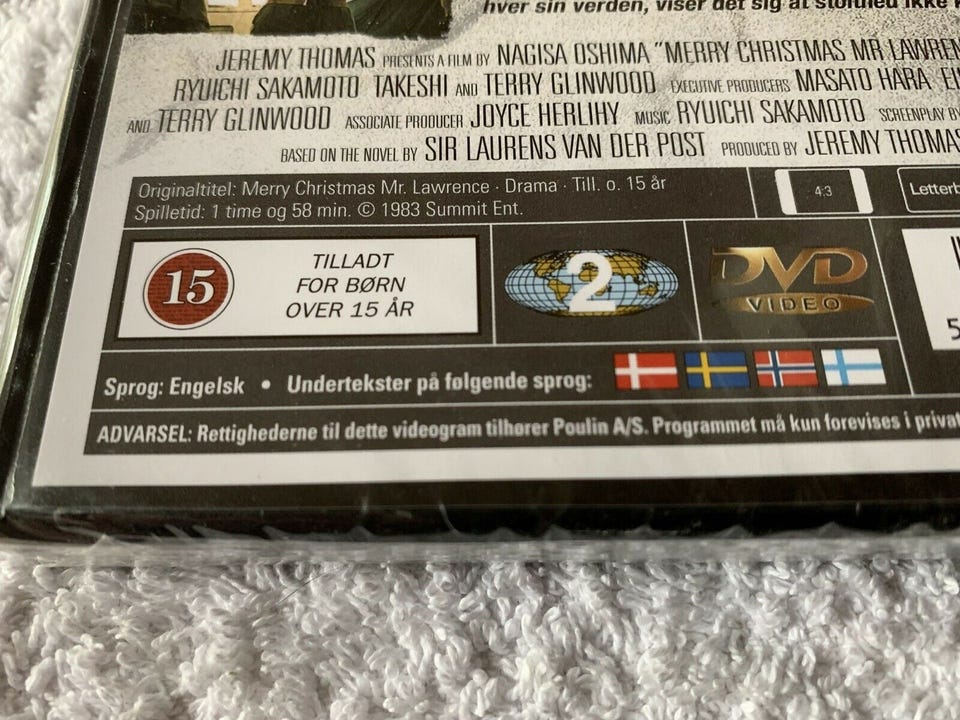 hver sin verden, viser det sig at stolthed ikke
JEREMY THOMAS PRESENTS A FILM BY NAGISA OSHIMA "MERRY CHRISTMAS MR LAWREN
RYUICHI SAKAMOTO TAKESHI AND TERRY GLINWOOD EXECUTIVE PRODUCERS MASATO HARA
AND TERRY GLINWOOD ASSOCIATE PRODUCER JOYCE HERLIHY MUSIC RYUICHI SAKAMOTO SCREENPLAY BY
BASED ON THE NOVEL BY SIR LAURENS VAN DER POST PRODUCED BY JEREMY THOMAS
Originaltitel: Merry Christmas Mr. Lawrence · Drama · Till. o. 15 år
Spilletid: 1 time og 58 min. © 1983 Summit Ent.
4:3
Letterb
15
TILLADT
FOR BØRN
OVER 15 ÅR
2
DVD
VIDEO
5
Sprog: Engelsk • Undertekster på følgende sprog:
ADVARSEL: Rettighederne til dette videogram tilhører Poulin A/S. Programmet må kun forevises i privat